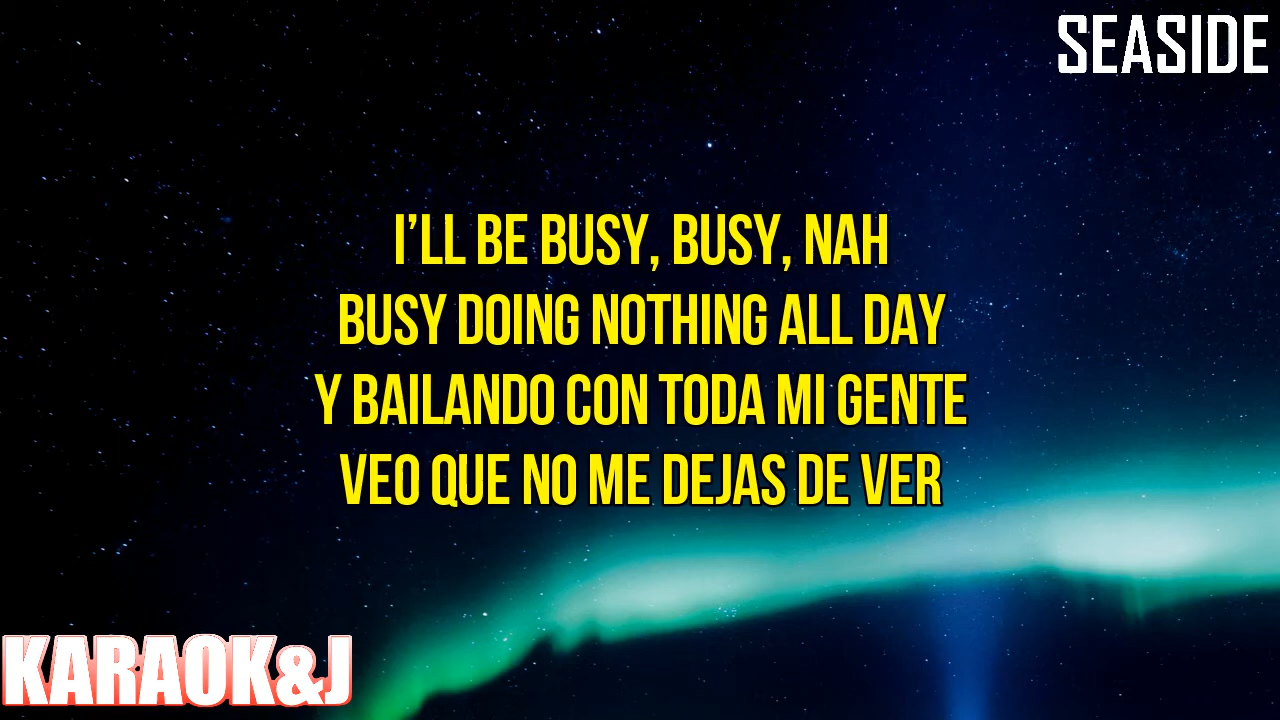 SEASIDE
I’LL BE BUSY, BUSY, NAH
BUSY DOING NOTHING ALL DAY
Y BAILANDO CON TODA MI GENTE
VEO QUE NO ME DEJAS DE VER
KARAOK&J